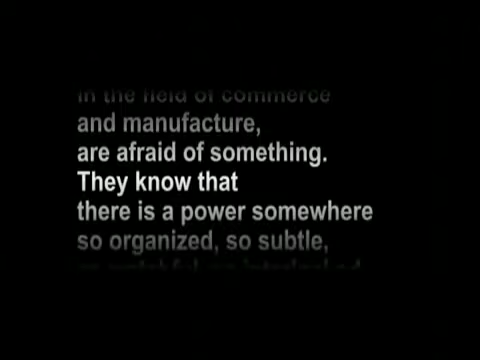 in the field of commerce
and manufacture,
are afraid of something.
They know that
there is a power somewhere
so organized, so subtle,